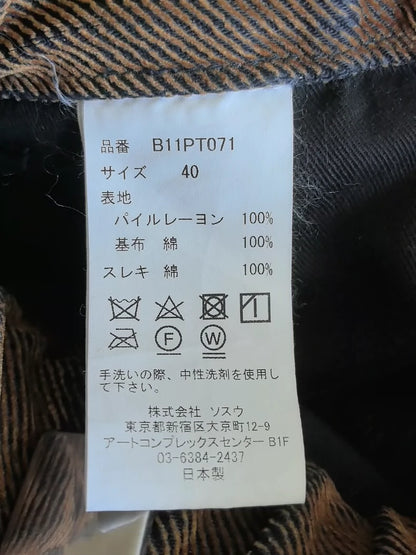 品番 B11PT071
サイズ 40
表地
パイルレーヨン 100%
基布 綿 100%
スレキ 綿 100%
F W
手洗いの際、中性洗剤を使用し
て下さい。
株式会社 ソスウ
東京都新宿区大京町12-9
アートコンプレックスセンター B1F
03-6384-2437
日本製